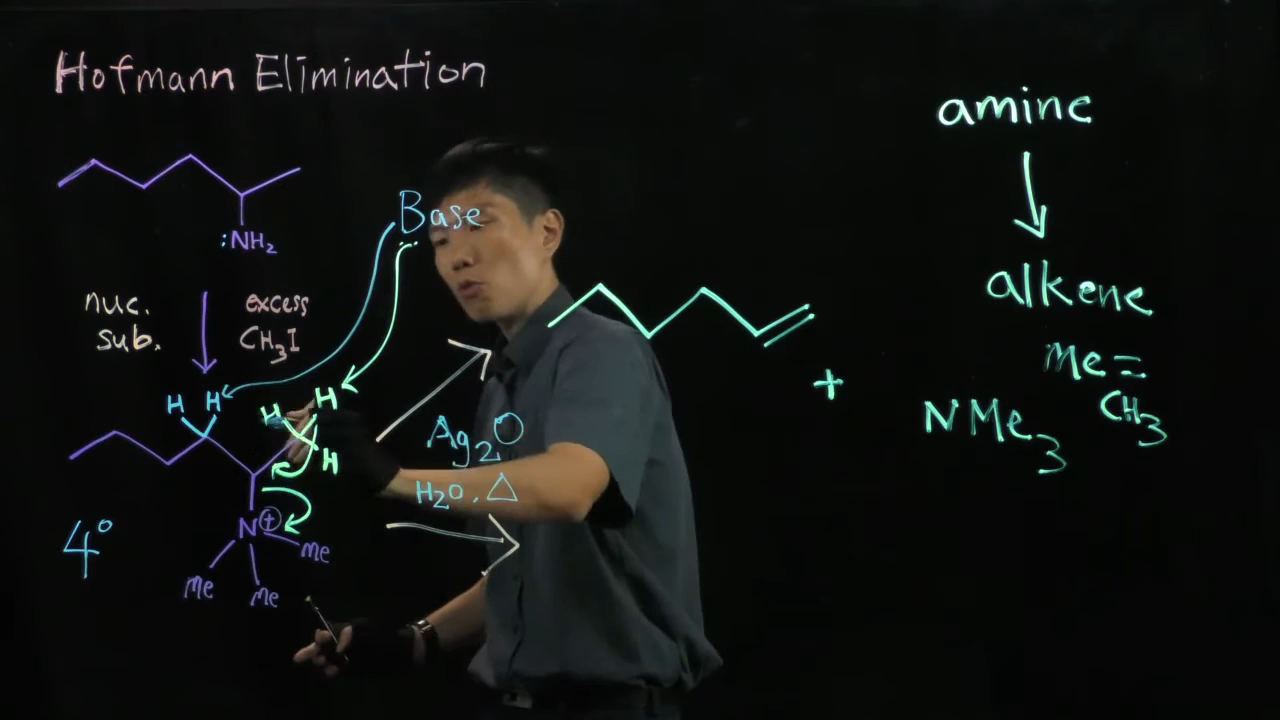 Hofmann Elimination
:NH₂
nuc.
sub.
excess
CH₃I
Base
H H
H H
H
N⊕
Me
Me
Me
4°
Ag₂O
H₂O, △
+
NMe₃
amine
↓
alkene
Me =
CH₃